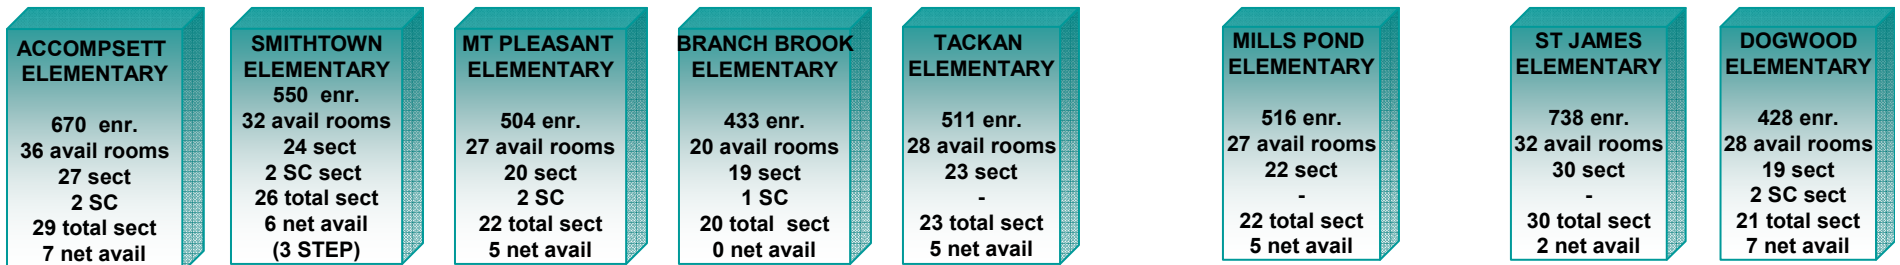 ACCOMPSETT
ELEMENTARY
670 enr.
36 avail rooms
27 sect
2 SC
29 total sect
7 net avail
SMITHTOWN
ELEMENTARY
550 enr.
32 avail rooms
24 sect
2 SC sect
26 total sect
6 net avail
(3 STEP)
MT PLEASANT
ELEMENTARY
504 enr.
27 avail rooms
20 sect
2 SC
22 total sect
5 net avail
BRANCH BROOK
ELEMENTARY
433 enr.
20 avail rooms
19 sect
1 SC
20 total sect
0 net avail
TACKAN
ELEMENTARY
511 enr.
28 avail rooms
23 sect
-
23 total sect
5 net avail
MILLS POND
ELEMENTARY
516 enr.
27 avail rooms
22 sect
-
22 total sect
5 net avail
ST JAMES
ELEMENTARY
738 enr.
32 avail rooms
30 sect
-
30 total sect
2 net avail
DOGWOOD
ELEMENTARY
428 enr.
28 avail rooms
19 sect
2 SC sect
21 total sect
7 net avail